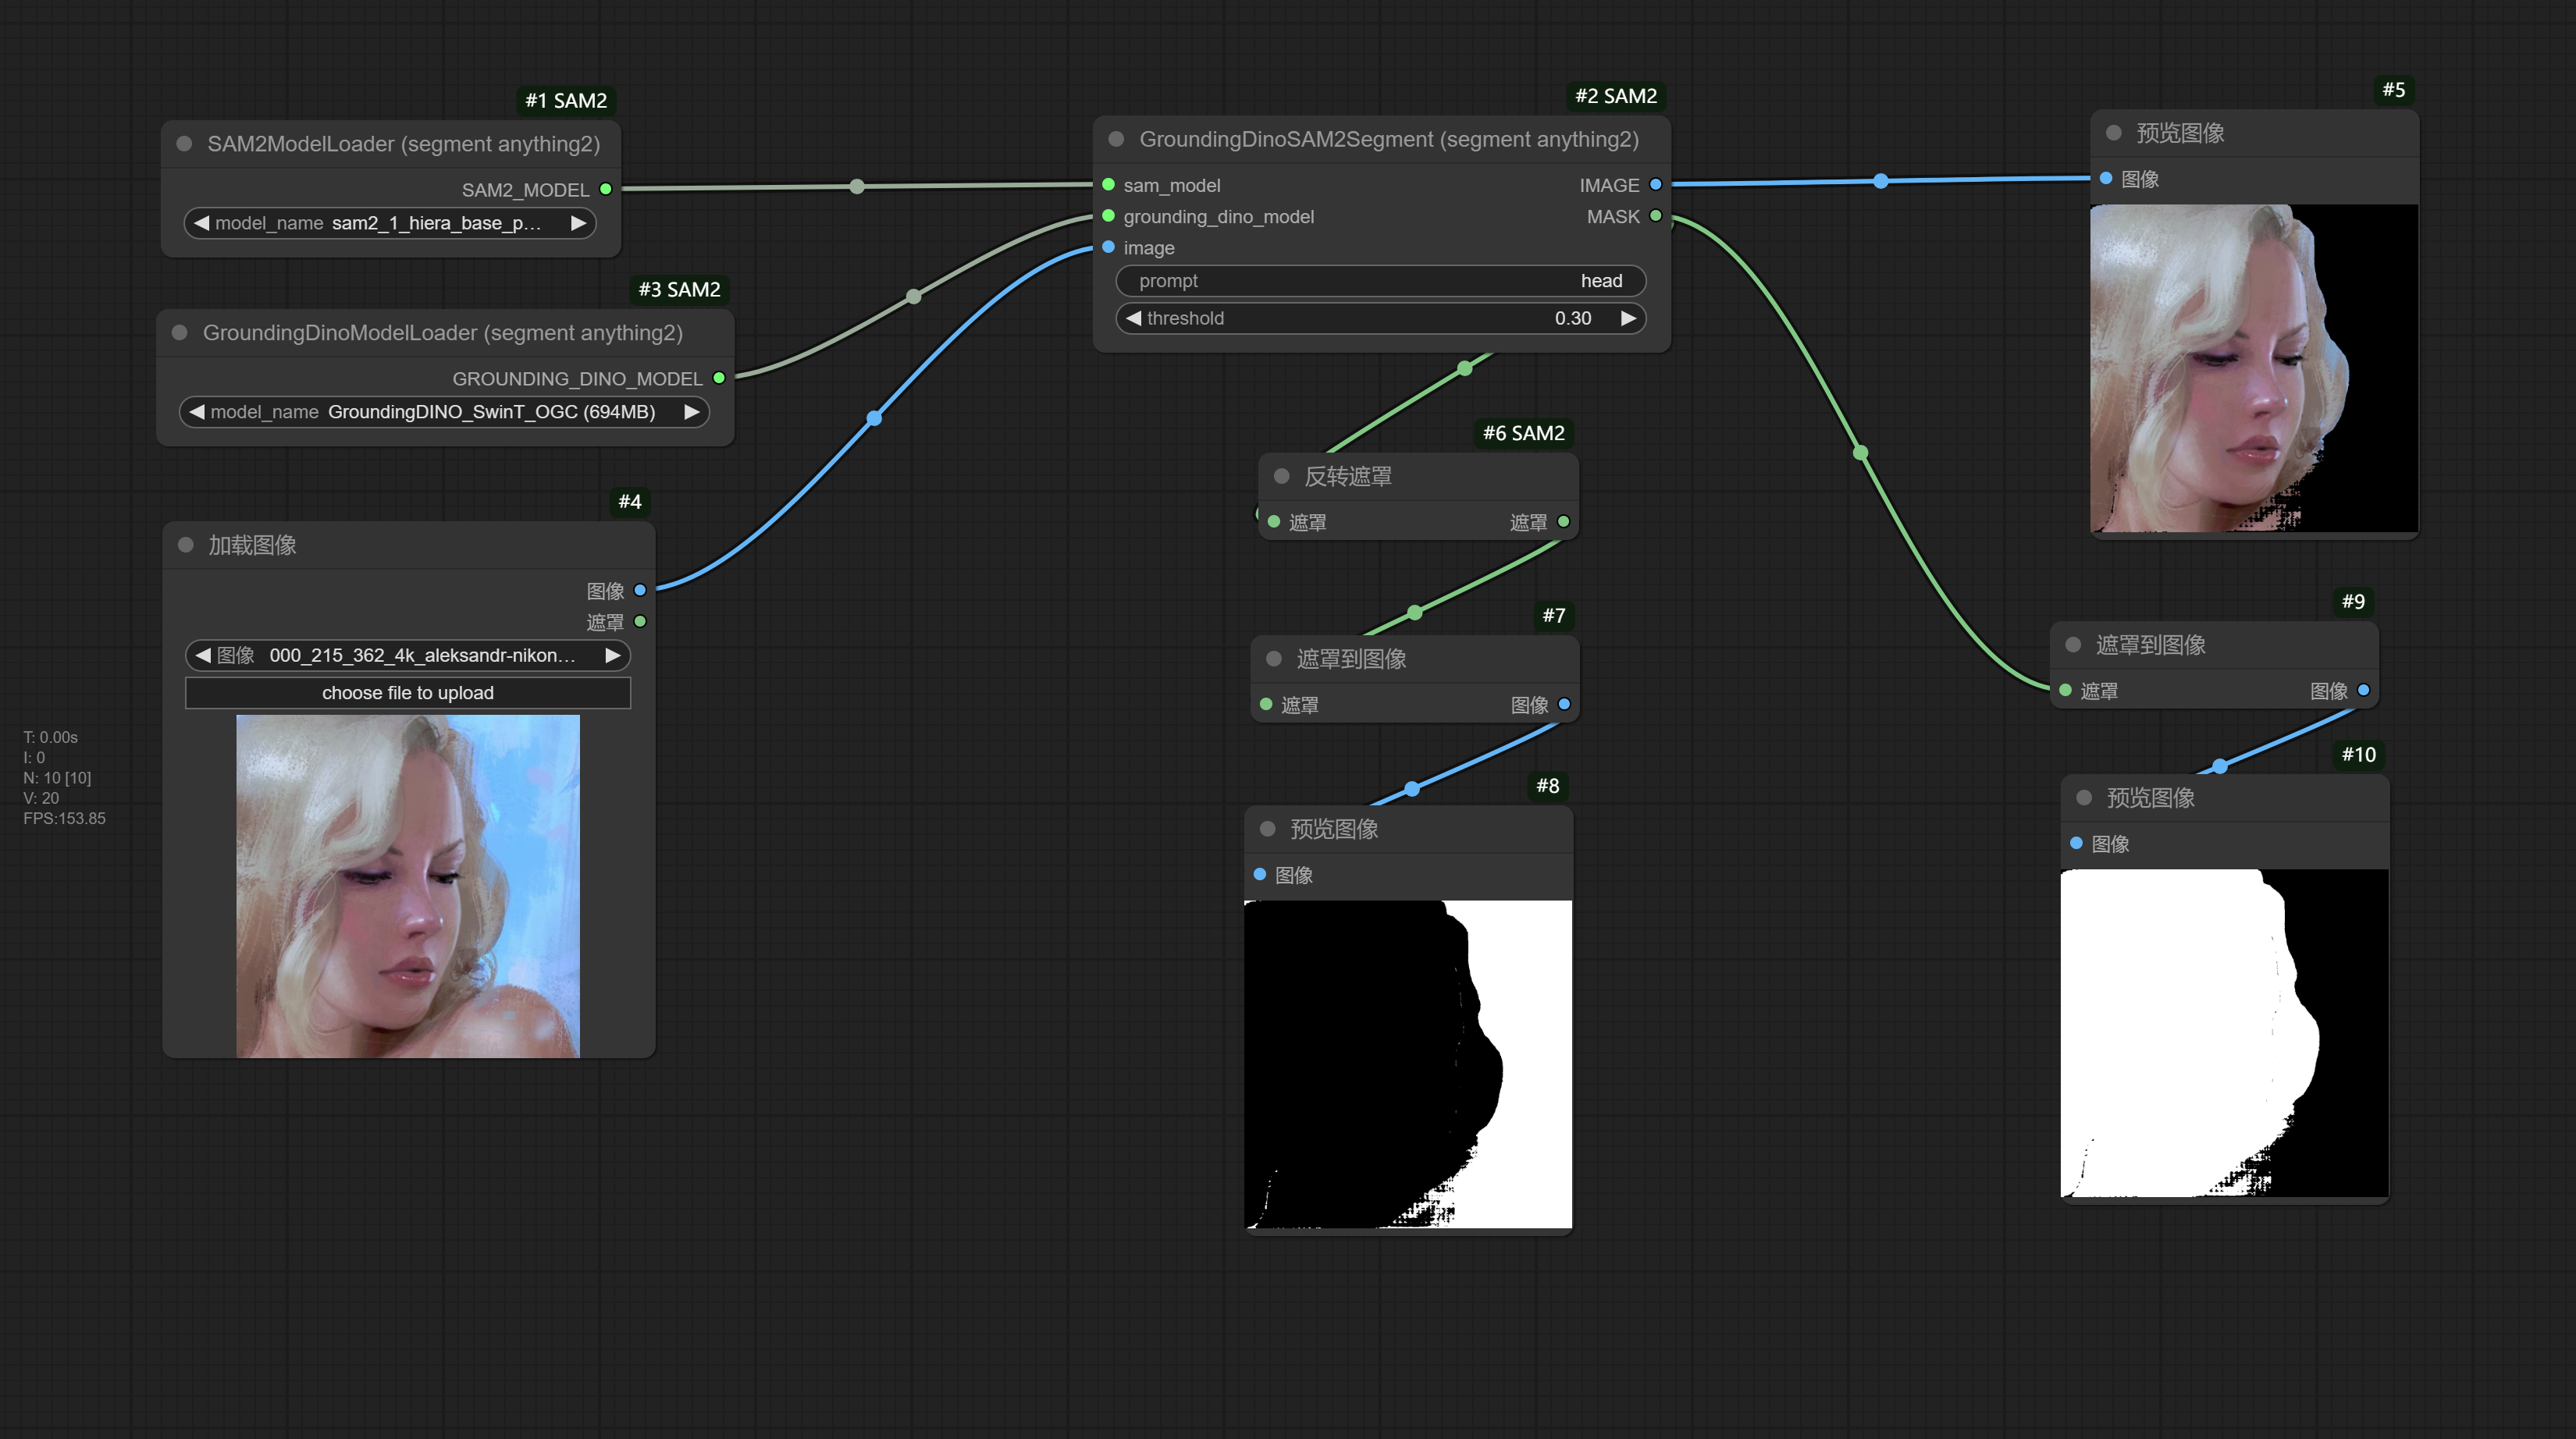 #1 SAM2
SAM2ModelLoader (segment anything2)
SAM2_MODEL
model_name sam2_1_hiera_base_p...
#3 SAM2
GroundingDinoModelLoader (segment anything2)
GROUNDING_DINO_MODEL
model_name GroundingDINO_SwinT_OGC (694MB)
#4
加载图像
图像
遮罩
图像 000_215_362_4k_aleksandr-nikon...
choose file to upload
T: 0.00s
I: 0
N: 10 [10]
V: 20
FPS:153.85
#2 SAM2
GroundingDinoSAM2Segment (segment anything2)
sam_model IMAGE
grounding_dino_model MASK
image
prompt head
threshold 0.30
#6 SAM2
反转遮罩
遮罩 遮罩
#7
遮罩到图像
遮罩 图像
#8
预览图像
图像
#5
预览图像
图像
#9
遮罩到图像
遮罩 图像
#10
预览图像
图像